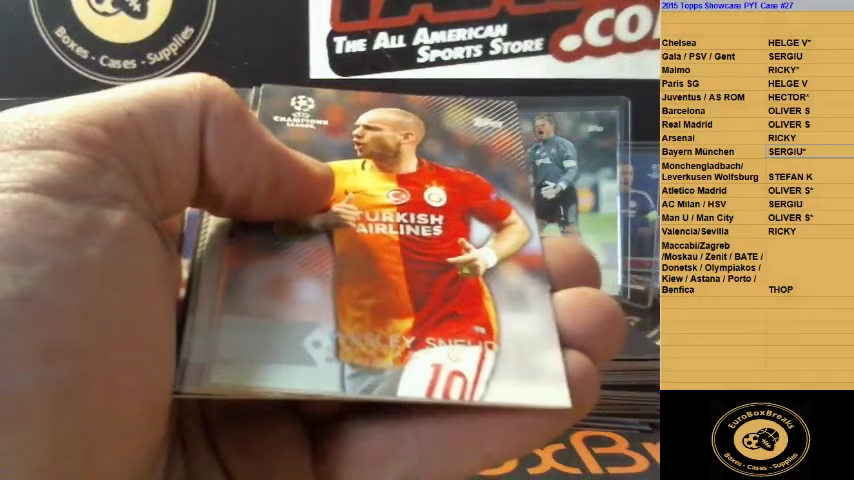 Boxes - Cases - Supplies
THE ALL AMERICAN
SPORTS STORE
.CO
CHAMPIONS
LEAGUE
Topps
Topps
TURKISH
AIRLINES
10
oxBr
2015 Topps Showcase PYT Case #27
Chelsea HELGE V*
Gala / PSV / Gent SERGIU
Malmö RICKY*
Paris SG HELGE V
Juventus / AS ROM HECTOR*
Barcelona OLIVER S
Real Madrid OLIVER S
Arsenal RICKY
Bayern München SERGIU*
Mönchengladbach/
Leverkusen Wolfsburg STEFAN K
Atletico Madrid OLIVER S*
AC Milan / HSV SERGIU
Man U / Man City OLIVER S*
Valencia/Sevilla RICKY
Maccabi/Zagreb
/Moskau / Zenit / BATE /
Donetsk / Olympiakos /
Kiew / Astana / Porto /
Benfica THOP
EuroBoxBreaks
Boxes - Cases - Supplies